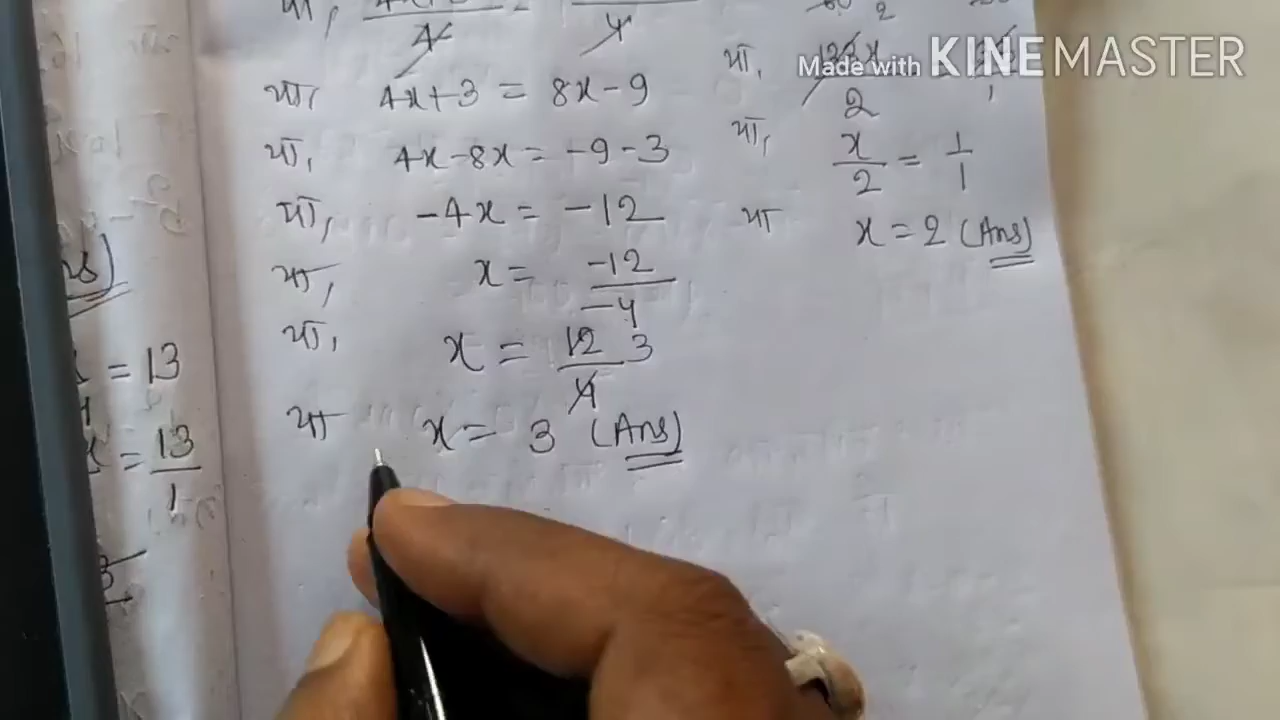 या, 4x+3 = 8x-9
या, 4x-8x = -9-3
या, -4x = -12
या, x = -12/-4
या, x = 12/4 3
या x = 3 (Ans)
Made with KINEMASTER
या, 2
या, x/2 = 1/1
या x = 2 (Ans)
= 13
= 13/1